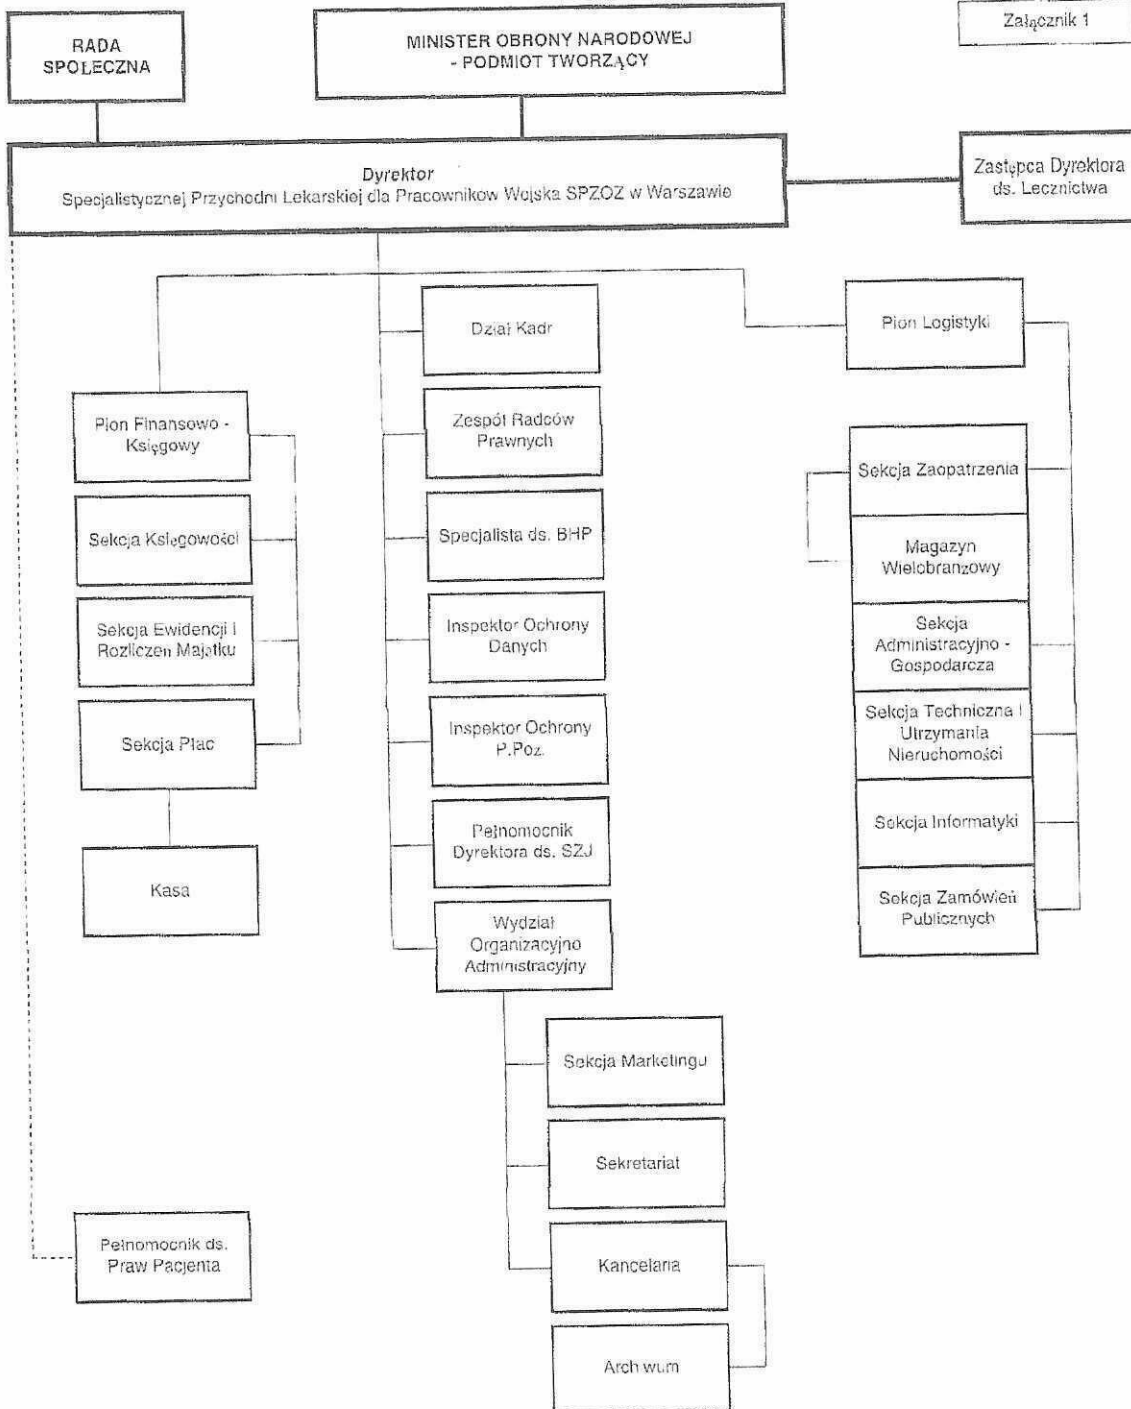 Załącznik 1
RADA
SPOŁECZNA
MINISTER OBRONY NARODOWEJ
- PODMIOT TWORZĄCY
Dyrektor
Specjalistycznej Przychodni Lekarskiej dla Pracowników Wojska SPZOZ w Warszawie
Zastępca Dyrektora
ds. Lecznictwa
Dział Kadr
Pion Logistyki
Pion Finansowo -
Księgowy
Zespół Radców
Prawnych
Sekcja Zaopatrzenia
Sekcja Księgowości
Specjalista ds. BHP
Magazyn
Wielobranżowy
Sekcja Ewidencji i
Rozliczeń Majątku
Inspektor Ochrony
Danych
Sekcja
Administracyjno -
Gospodarcza
Sekcja Płac
Inspektor Ochrony
P.Poż.
Sekcja Techniczna i
Utrzymania
Nieruchomości
Kasa
Pełnomocnik
Dyrektora ds. SZJ
Sekcja Informatyki
Wydział
Organizacyjno
Administracyjny
Sekcja Zamówień
Publicznych
Sekcja Marketingu
Sekretariat
Pełnomocnik ds.
Praw Pacjenta
Kancelaria
Archiwum